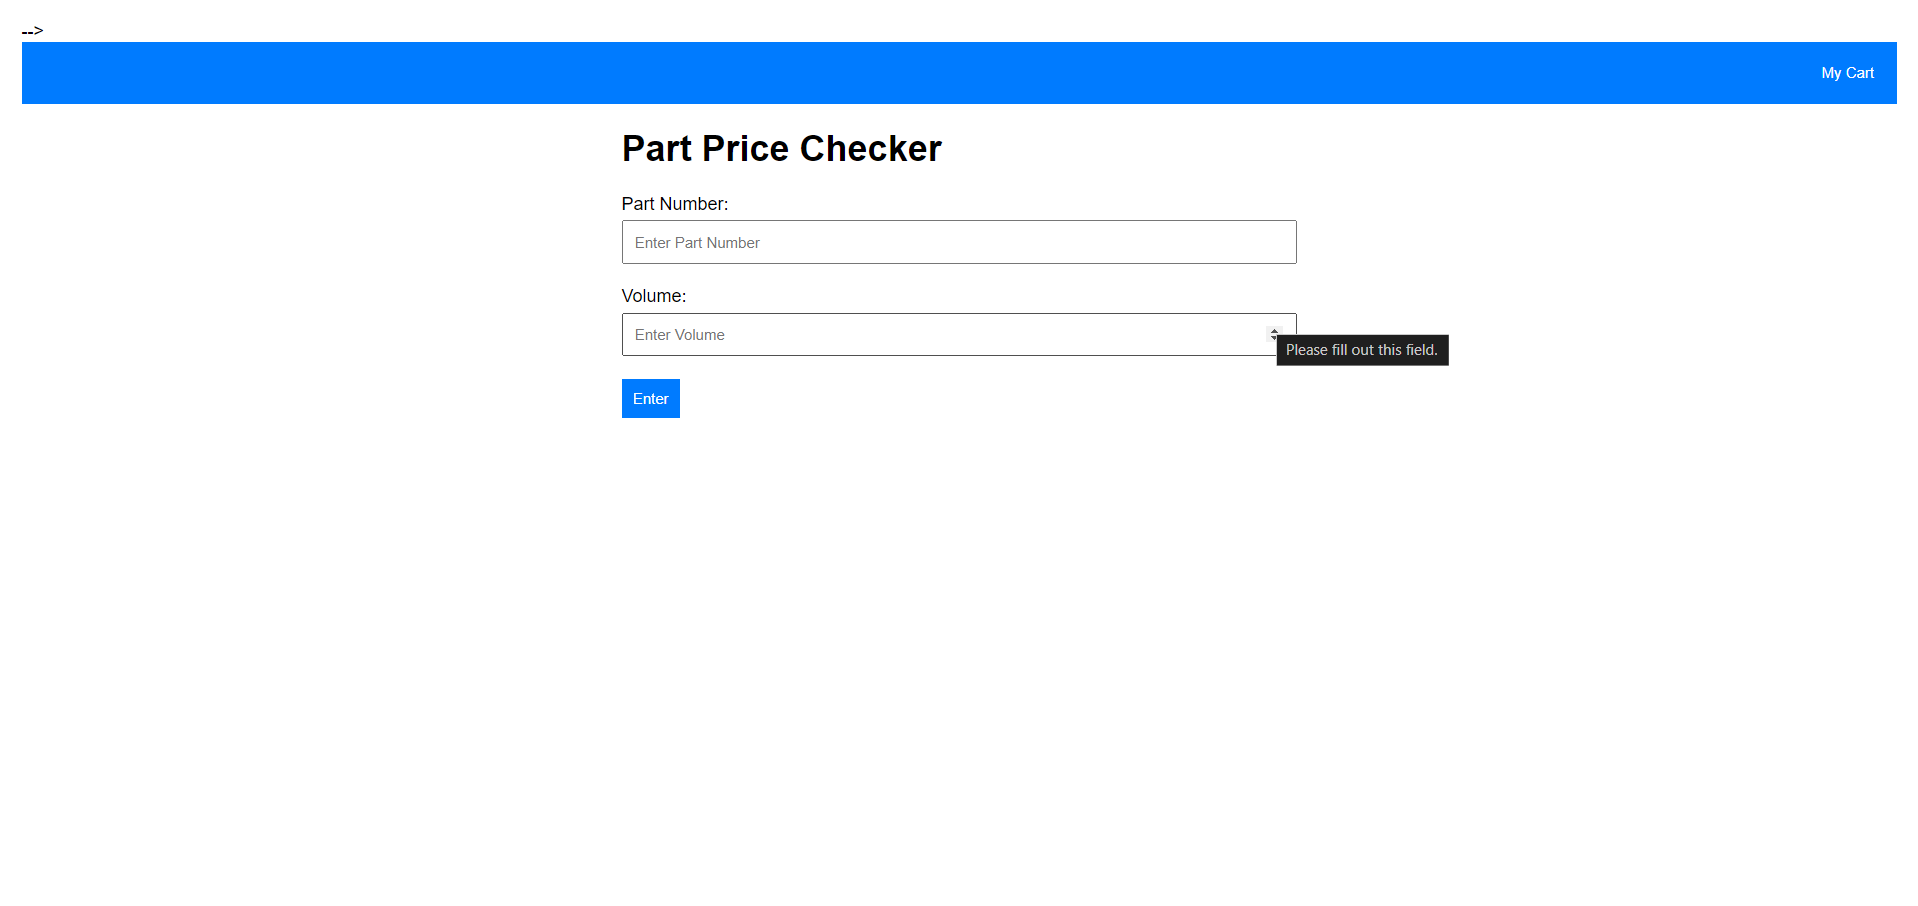 -->
My Cart
Part Price Checker
Part Number:
Enter Part Number
Volume:
Enter Volume
Please fill out this field.
Enter